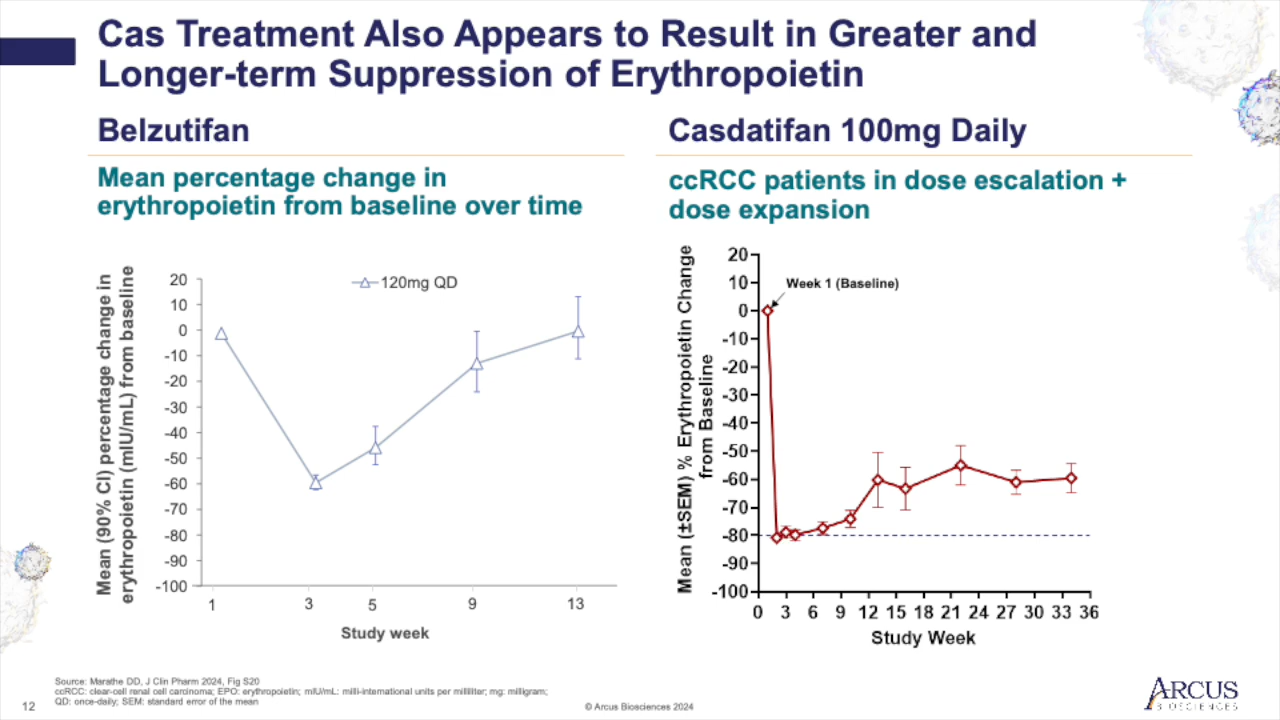 Cas Treatment Also Appears to Result in Greater and
Longer-term Suppression of Erythropoietin
Belzutifan
Mean percentage change in
erythropoietin from baseline over time
Mean (90% CI) percentage change in
erythropoietin (mIU/mL) from baseline
120mg QD
20
10
0
-10
-20
-30
-40
-50
-60
-70
-80
-90
-100
1 3 5 9 13
Study week
Casdatifan 100mg Daily
ccRCC patients in dose escalation +
dose expansion
Mean (±SEM) % Erythropoietin Change
from Baseline
Week 1 (Baseline)
20
10
0
-10
-20
-30
-40
-50
-60
-70
-80
-90
-100
0 3 6 9 12 15 18 21 24 27 30 33 36
Study Week
Source: Marathe DD, J Clin Pharm 2024, Fig S20
ccRCC: clear-cell renal cell carcinoma; EPO: erythropoietin; mIU/mL: milli-international units per milliliter; mg: milligram;
QD: once-daily; SEM: standard error of the mean
12
© Arcus Biosciences 2024
ARCUS
BIOSCIENCES